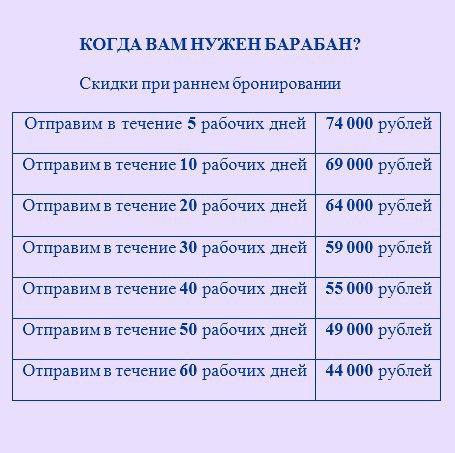 КОГДА ВАМ НУЖЕН БАРАБАН?
Скидки при раннем бронировании
Отправим в течение 5 рабочих дней 74 000 рублей
Отправим в течение 10 рабочих дней 69 000 рублей
Отправим в течение 20 рабочих дней 64 000 рублей
Отправим в течение 30 рабочих дней 59 000 рублей
Отправим в течение 40 рабочих дней 55 000 рублей
Отправим в течение 50 рабочих дней 49 000 рублей
Отправим в течение 60 рабочих дней 44 000 рублей